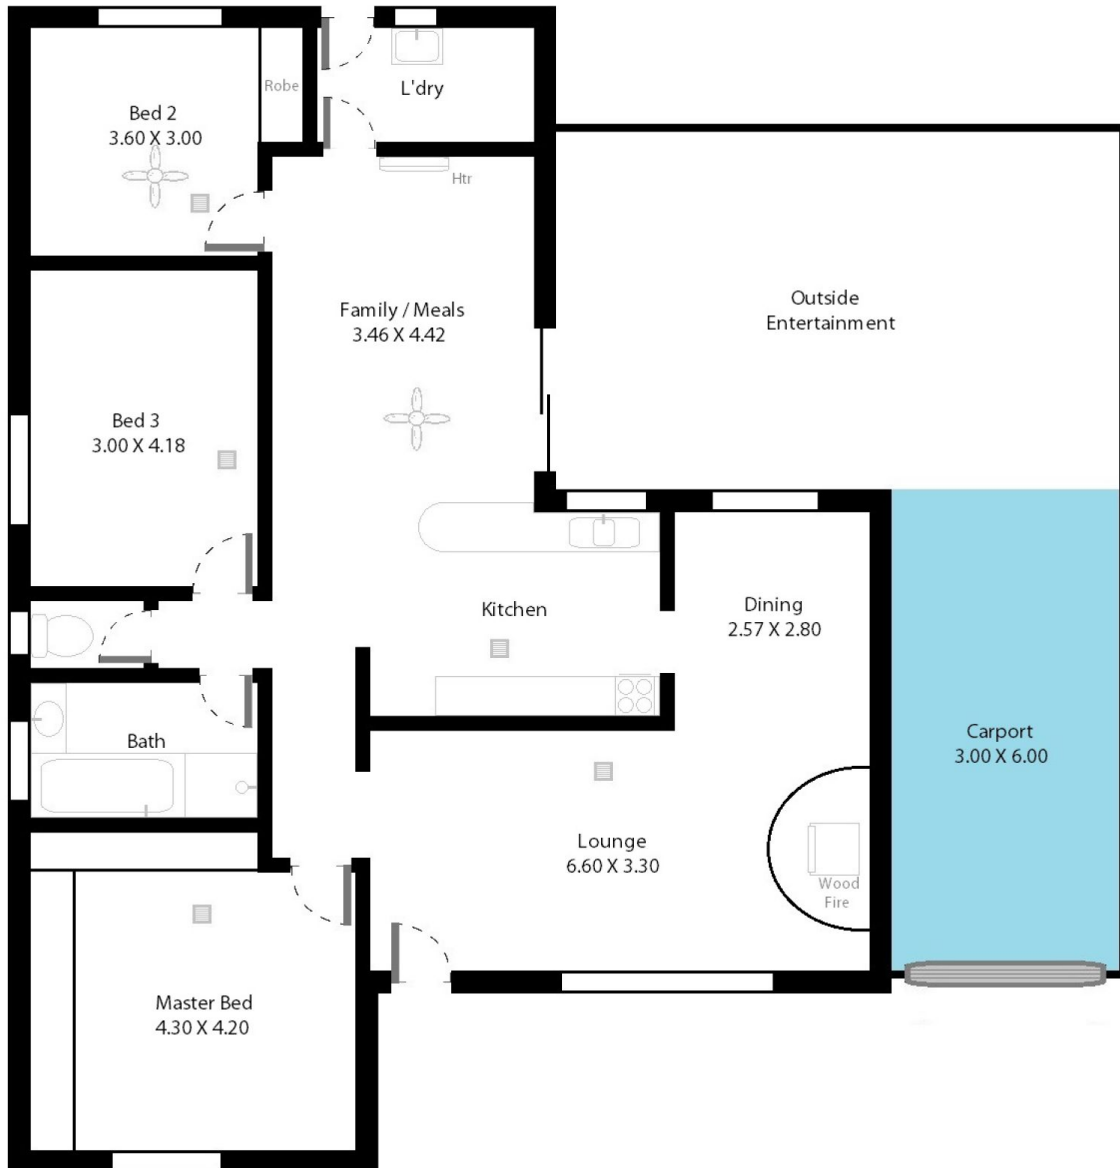 Robe
L'dry
Bed 2
3.60 X 3.00
Htr
Outside
Entertainment
Family / Meals
3.46 X 4.42
Bed 3
3.00 X 4.18
Kitchen
Dining
2.57 X 2.80
Bath
Carport
3.00 X 6.00
Lounge
6.60 X 3.30
Wood
Fire
Master Bed
4.30 X 4.20